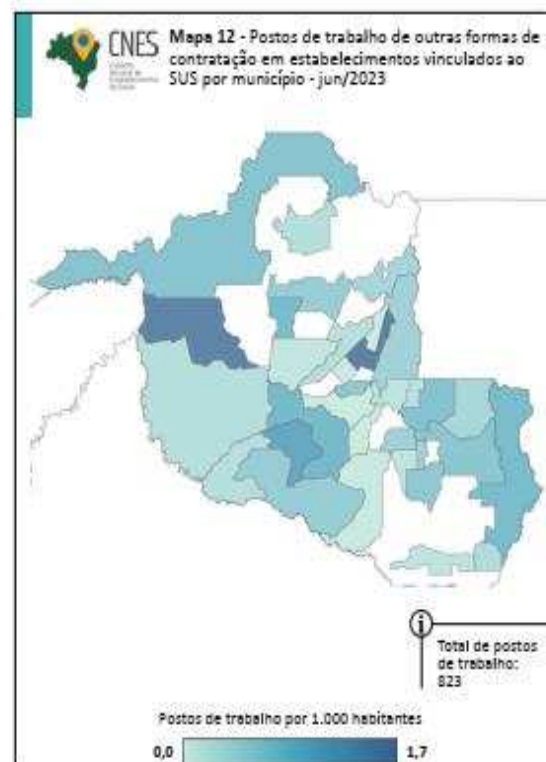 CNES
Mapa 12 - Postos de trabalho de outras formas de
contratação em estabelecimentos vinculados ao
SUS por município - jun/2023
Total de postos
de trabalho:
823
Postos de trabalho por 1.000 habitantes
0,0
1,7